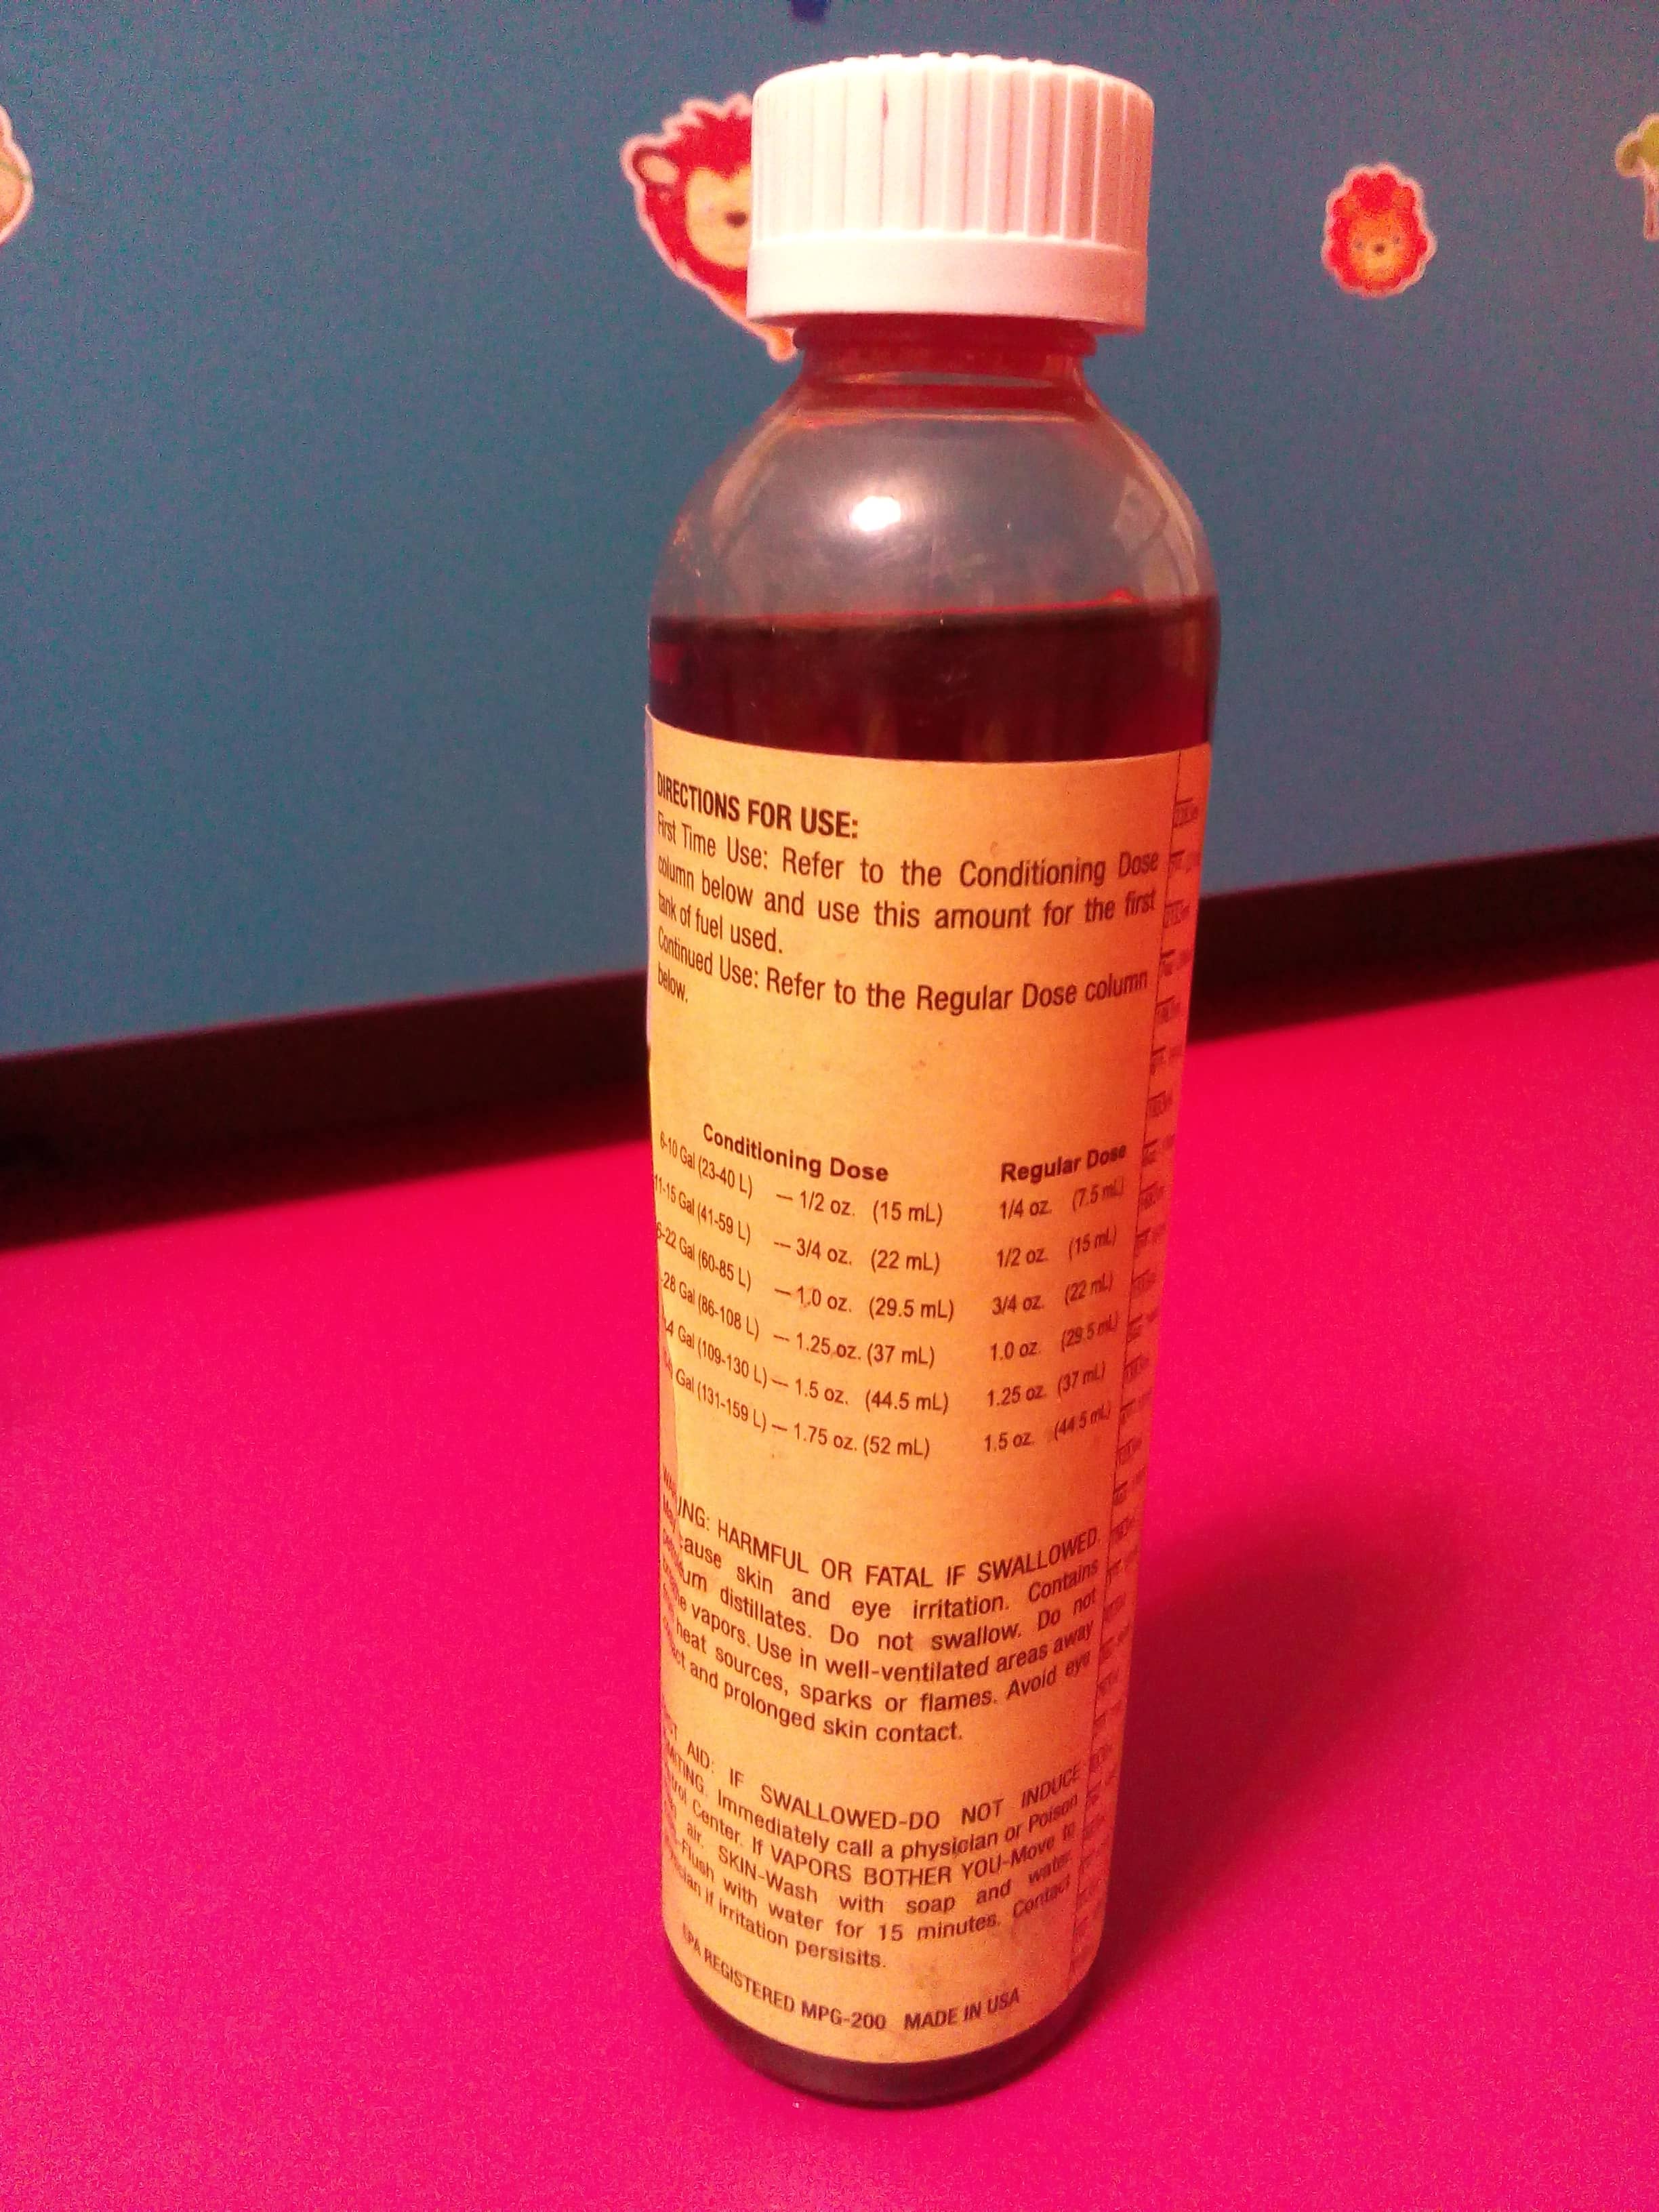 DIRECTIONS FOR USE:
First Time Use: Refer to the Conditioning Dose
column below and use this amount for the first
tank of fuel used.
Continued Use: Refer to the Regular Dose column
below.
Conditioning Dose Regular Dose
6-10 Gal (23-40 L) — 1/2 oz. (15 mL) 1/4 oz. (7.5 mL)
11-15 Gal (41-59 L) — 3/4 oz. (22 mL) 1/2 oz. (15 mL)
Gal (60-85 L) — 1.0 oz. (29.5 mL) 3/4 oz. (22 mL)
Gal (86-108 L) — 1.25 oz. (37 mL) 1.0 oz. (29.5 mL)
Gal (109-130 L) — 1.5 oz. (44.5 mL) 1.25 oz. (37 mL)
Gal (131-159 L) — 1.75 oz. (52 mL) 1.5 oz. (44.5 mL)
HARMFUL OR FATAL IF SWALLOWED.
skin and eye irritation. Contains
distillates. Do not swallow. Do not
vapors. Use in well-ventilated areas away
heat sources, sparks or flames. Avoid eye
and prolonged skin contact.
AID: IF SWALLOWED-DO NOT INDUCE
Immediately call a physician or Poison
Center. If VAPORS BOTHER YOU-Move to
air. SKIN-Wash with soap and water.
Flush with water for 15 minutes. Contact
if irritation persisits.
EPA REGISTERED MPG-200 MADE IN USA